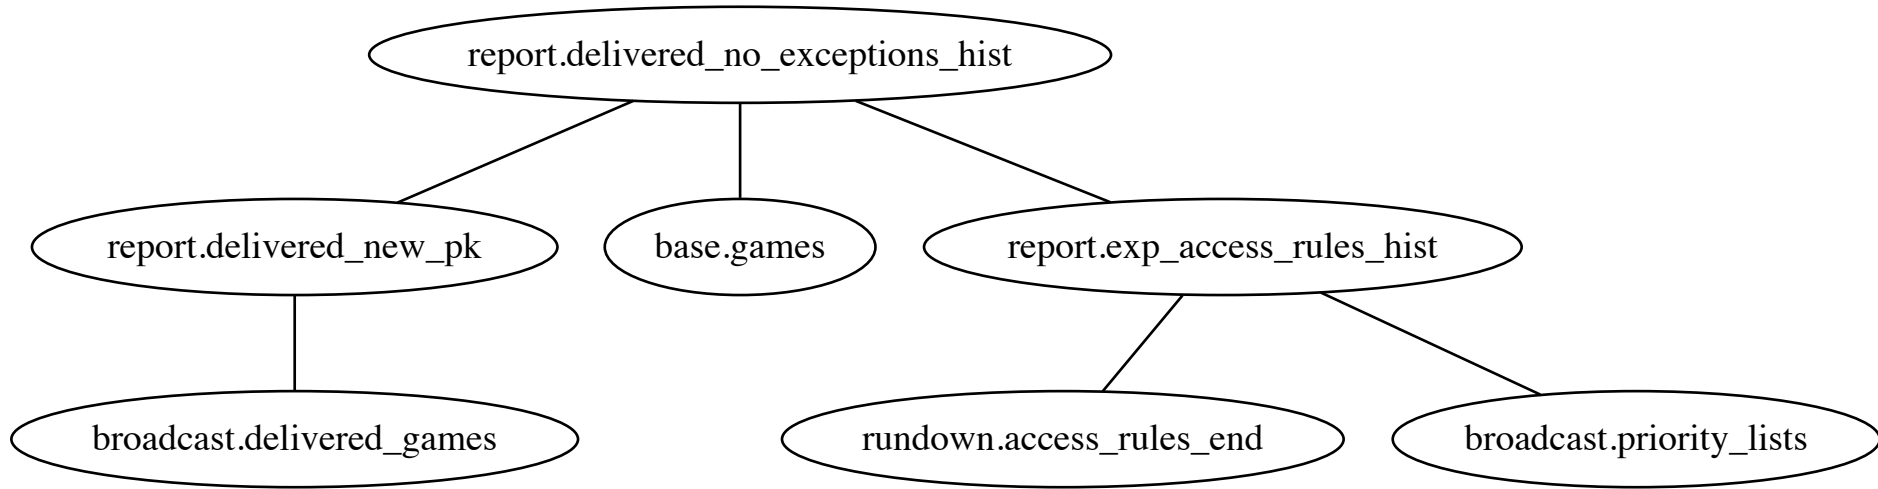 report.delivered_no_exceptions_hist
report.delivered_new_pk
base.games
report.exp_access_rules_hist
broadcast.delivered_games
rundown.access_rules_end
broadcast.priority_lists